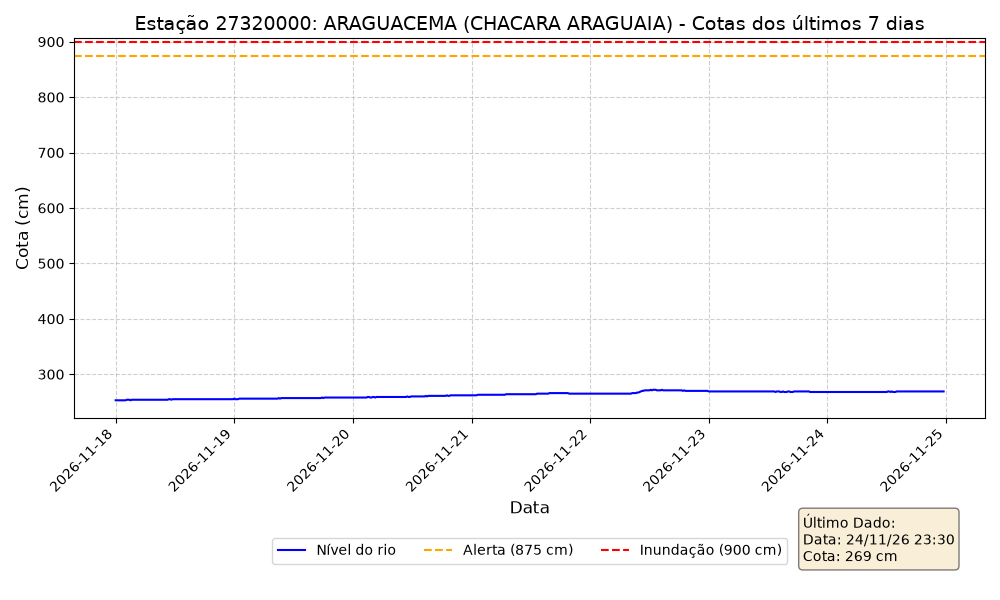 Estação 27320000: ARAGUACEMA (CHACARA ARAGUAIA) - Cotas dos últimos 7 dias
Cota (cm)
900
800
700
600
500
400
300
2026-11-18
2026-11-19
2026-11-20
2026-11-21
2026-11-22
2026-11-23
2026-11-24
2026-11-25
Data
Nível do rio
Alerta (875 cm)
Inundação (900 cm)
Último Dado:
Data: 24/11/26 23:30
Cota: 269 cm